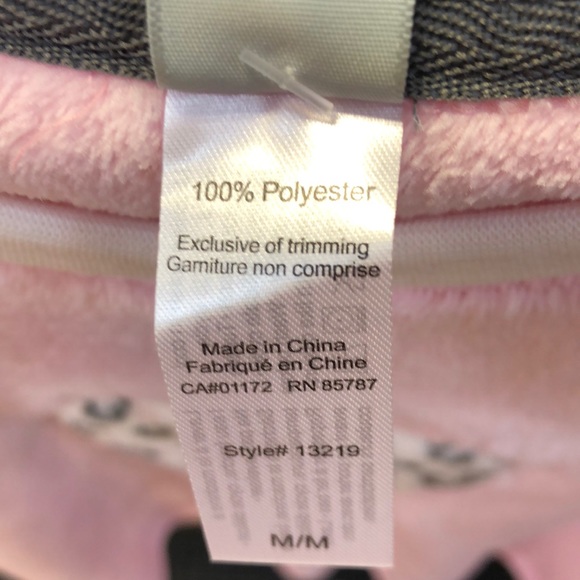 100% Polyester
Exclusive of trimming
Garniture non comprise
Made in China
Fabriqué en Chine
CA#01172 RN 85787
Style# 13219
M/M